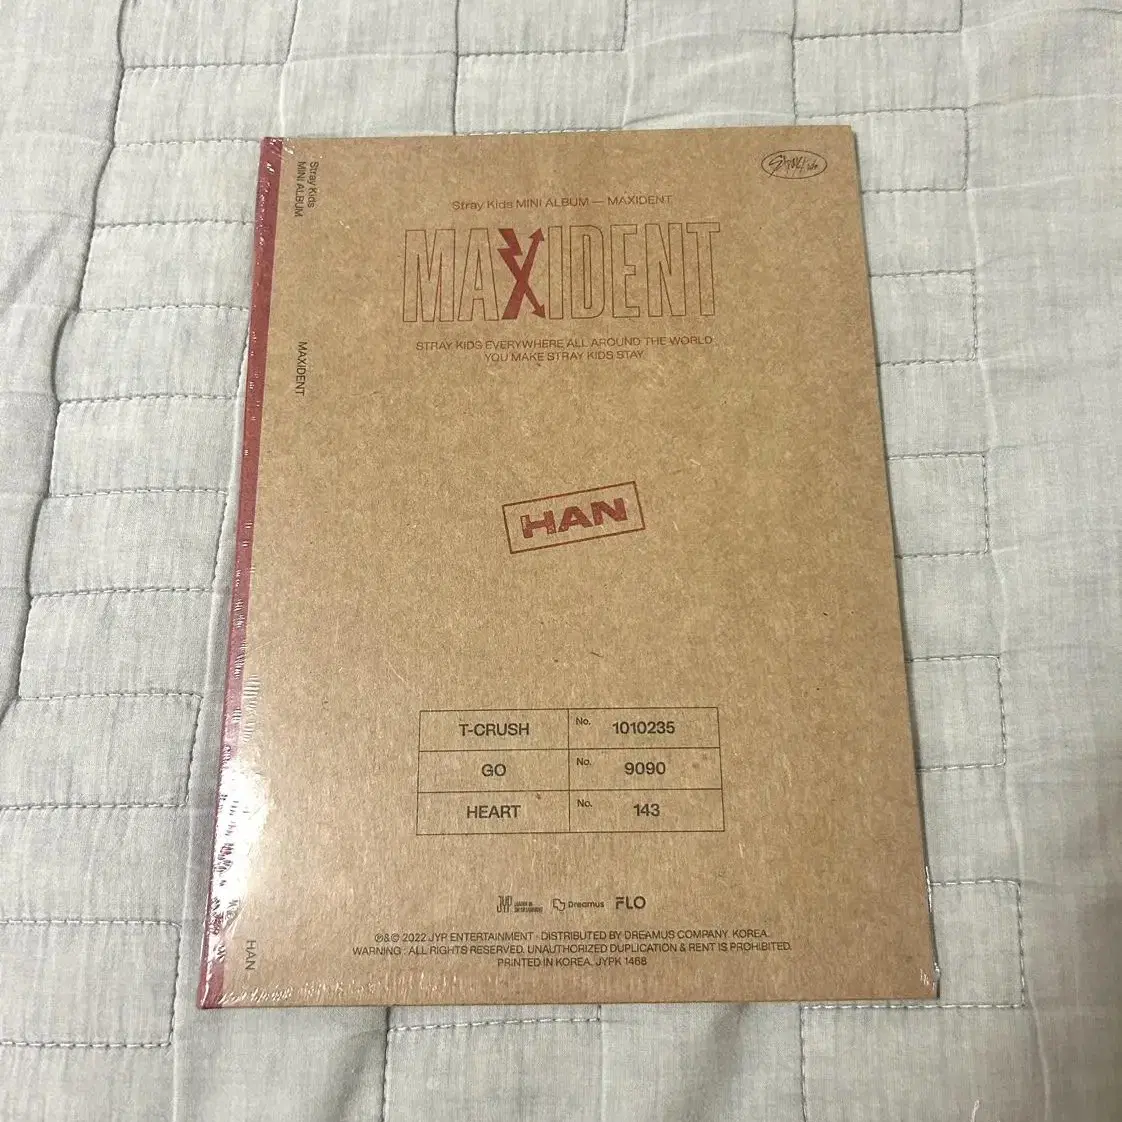 Stray Kids
MINI ALBUM
MAXIDENT
HAN
Stray Kids
Stray Kids MINI ALBUM — MAXIDENT
MAXIDENT
STRAY KIDS EVERYWHERE ALL AROUND THE WORLD
YOU MAKE STRAY KIDS STAY
HAN
T-CRUSH No. 1010235
GO No. 9090
HEART No. 143
JYP Dreamus FLO
℗&© 2022 JYP ENTERTAINMENT · DISTRIBUTED BY DREAMUS COMPANY. KOREA.
WARNING : ALL RIGHTS RESERVED. UNAUTHORIZED DUPLICATION & RENT IS PROHIBITED.
PRINTED IN KOREA. JYPK 1468